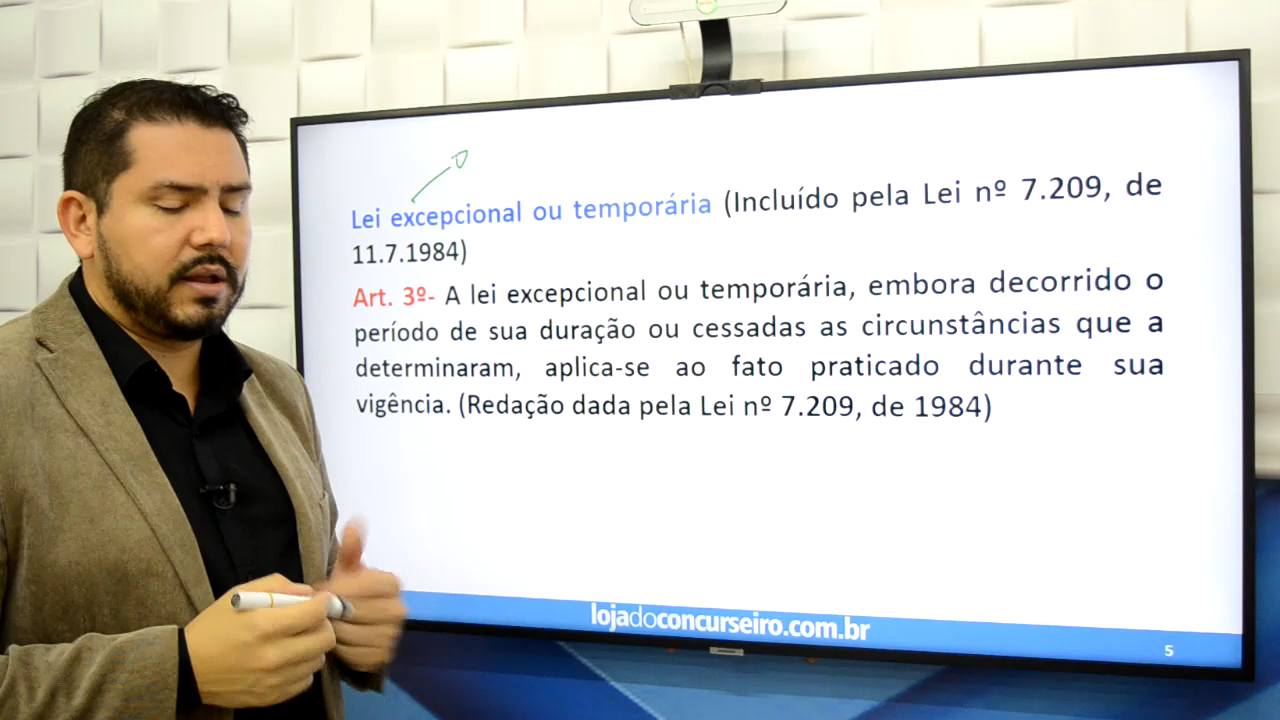 Lei excepcional ou temporária (Incluído pela Lei nº 7.209, de
11.7.1984)
Art. 3º- A lei excepcional ou temporária, embora decorrido o
período de sua duração ou cessadas as circunstâncias que a
determinaram, aplica-se ao fato praticado durante sua
vigência. (Redação dada pela Lei nº 7.209, de 1984)
lojadoconcurseiro.com.br
5